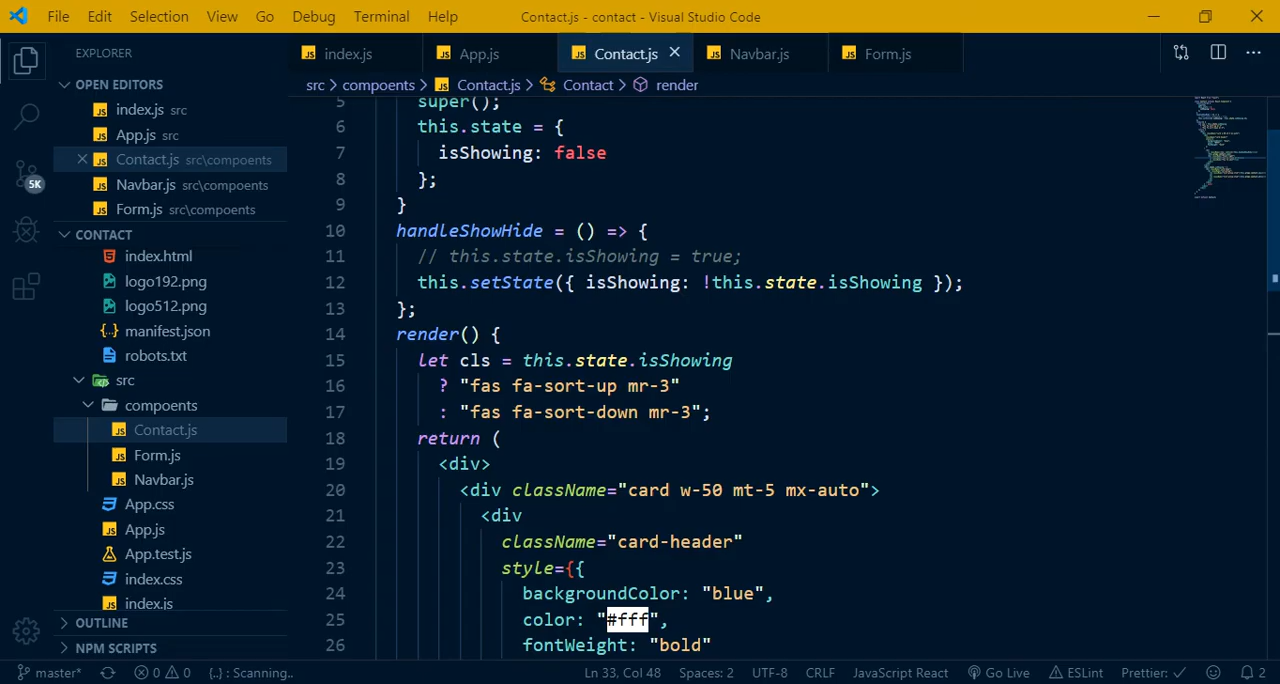 File Edit Selection View Go Debug Terminal Help Contact.js - contact - Visual Studio Code
EXPLORER
OPEN EDITORS
index.js src
App.js src
Contact.js src\compoents
Navbar.js src\compoents
Form.js src\compoents
CONTACT
index.html
logo192.png
logo512.png
manifest.json
robots.txt
src
compoents
Contact.js
Form.js
Navbar.js
App.css
App.js
App.test.js
index.css
index.js
OUTLINE
NPM SCRIPTS
5K
index.js App.js Contact.js Navbar.js Form.js
src > compoents > Contact.js > Contact > render
5 super();
6 this.state = {
7 isShowing: false
8 };
9 }
10 handleShowHide = () => {
11 // this.state.isShowing = true;
12 this.setState({ isShowing: !this.state.isShowing });
13 };
14 render() {
15 let cls = this.state.isShowing
16 ? "fas fa-sort-up mr-3"
17 : "fas fa-sort-down mr-3";
18 return (
19 <div>
20 <div className="card w-50 mt-5 mx-auto">
21 <div
22 className="card-header"
23 style={{
24 backgroundColor: "blue",
25 color: "#fff",
26 fontWeight: "bold"
master* 0 0 {..} : Scanning.. Ln 33, Col 48 Spaces: 2 UTF-8 CRLF JavaScript React Go Live ESLint Prettier: ✓ 2